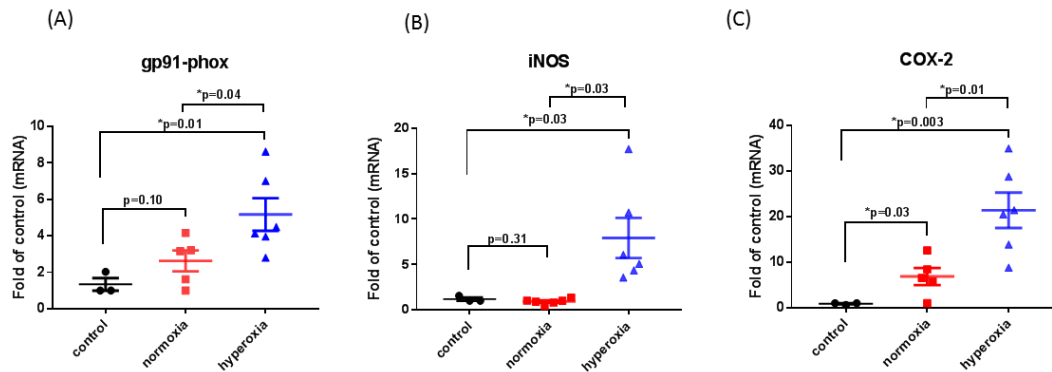 (A)
gp91-phox
*p=0.04
*p=0.01
p=0.10
Fold of control (mRNA)
10
8
6
4
2
0
control
normoxia
hyperoxia
(B)
iNOS
*p=0.03
*p=0.03
p=0.31
Fold of control (mRNA)
20
15
10
5
0
control
normoxia
hyperoxia
(C)
COX-2
*p=0.01
*p=0.003
*p=0.03
Fold of control (mRNA)
40
30
20
10
0
control
normoxia
hyperoxia